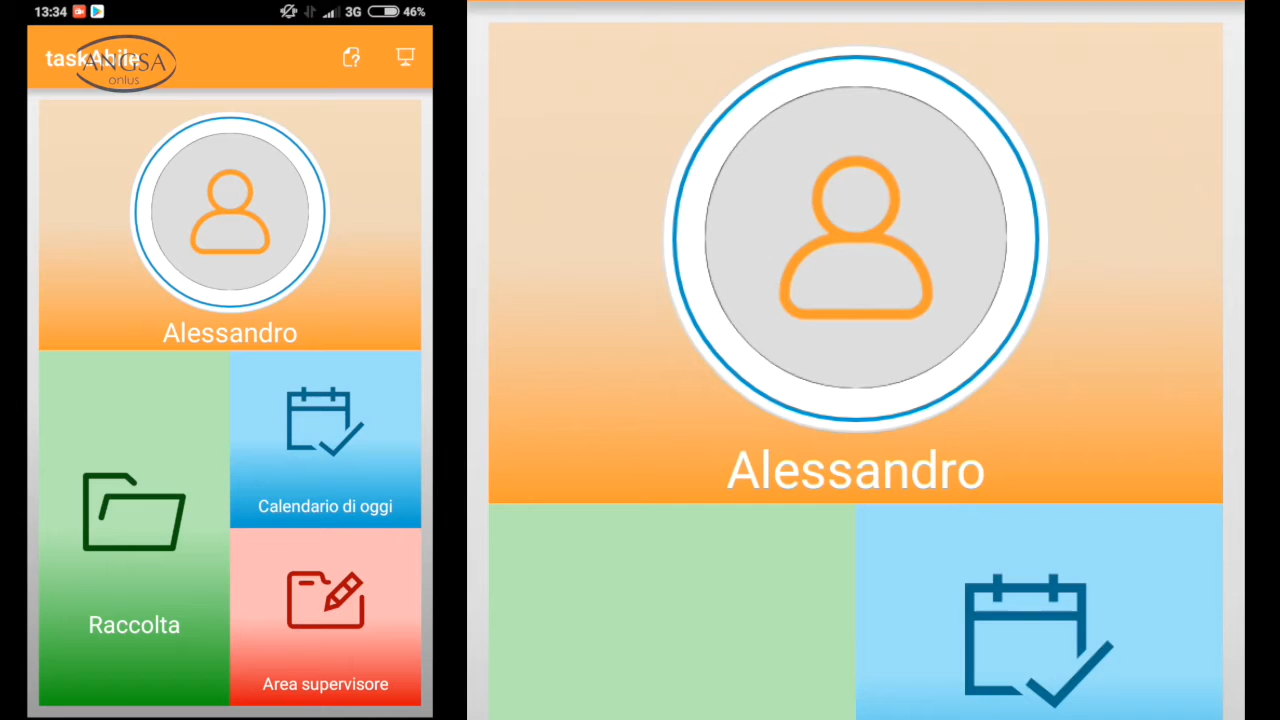 13:34
3G
46%
taskAbile
ANGSA
onlus
Alessandro
Calendario di oggi
Raccolta
Area supervisore
Alessandro